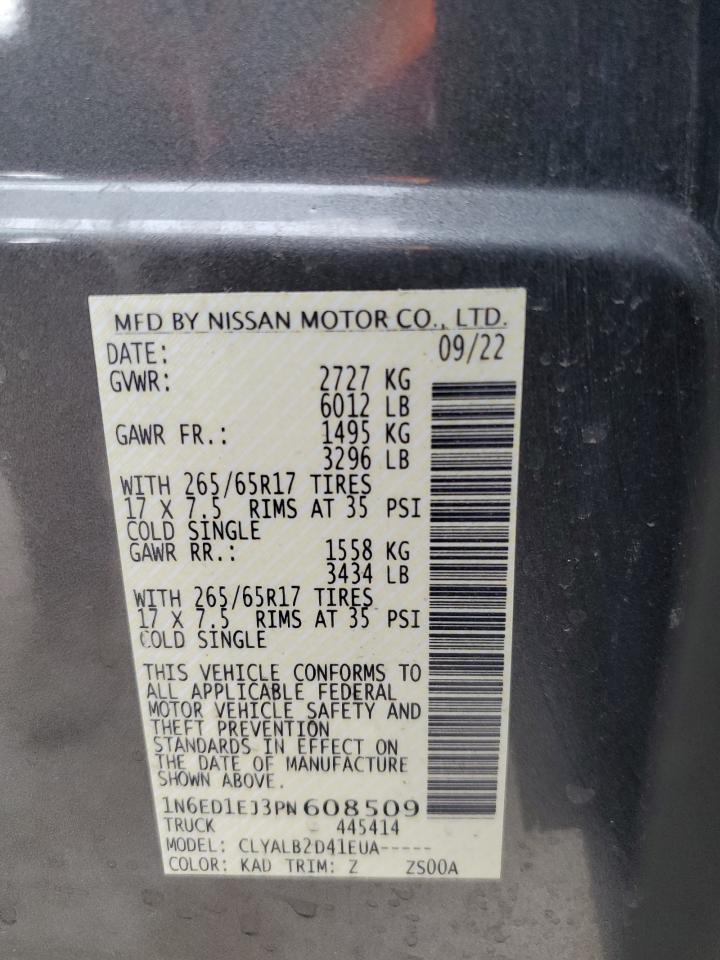 MFD BY NISSAN MOTOR CO., LTD.
DATE: 09/22
GVWR: 2727 KG
6012 LB
GAWR FR.: 1495 KG
3296 LB
WITH 265/65R17 TIRES
17 X 7.5 RIMS AT 35 PSI
COLD SINGLE
GAWR RR.: 1558 KG
3434 LB
WITH 265/65R17 TIRES
17 X 7.5 RIMS AT 35 PSI
COLD SINGLE
THIS VEHICLE CONFORMS TO
ALL APPLICABLE FEDERAL
MOTOR VEHICLE SAFETY AND
THEFT PREVENTION
STANDARDS IN EFFECT ON
THE DATE OF MANUFACTURE
SHOWN ABOVE.
1N6ED1EJ3PN608509
TRUCK - 445414
MODEL: CLYALB2D41EUA-----
COLOR: KAD TRIM: Z ZS00A